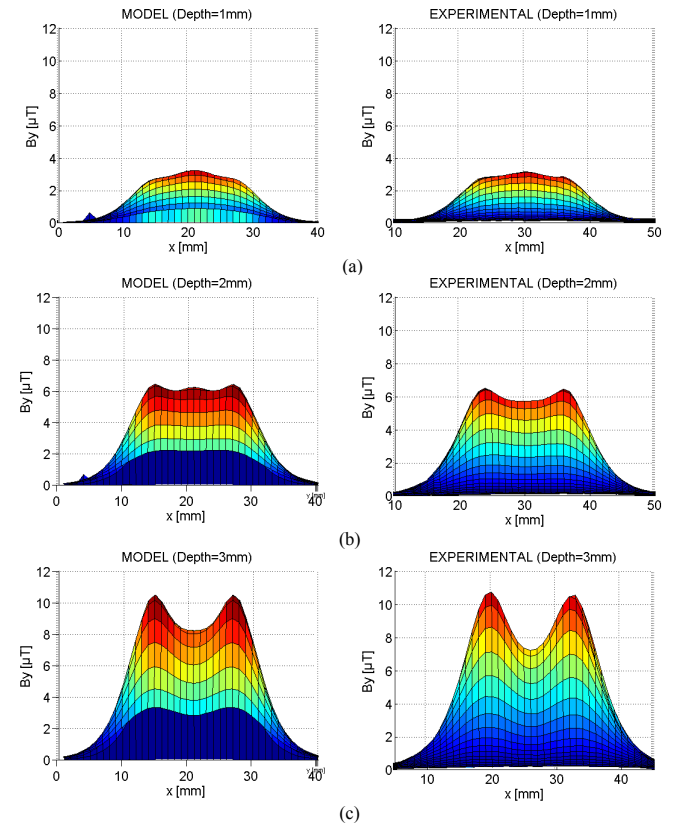 MODEL (Depth=1mm)
12
10
8
6
4
2
0
By [µT]
0 10 20 30 40
x [mm]
EXPERIMENTAL (Depth=1mm)
12
10
8
6
4
2
0
By [µT]
10 20 30 40 50
x [mm]
(a)
MODEL (Depth=2mm)
12
10
8
6
4
2
0
By [µT]
0 10 20 30 40
x [mm]
EXPERIMENTAL (Depth=2mm)
12
10
8
6
4
2
0
By [µT]
10 20 30 40 50
x [mm]
(b)
MODEL (Depth=3mm)
12
10
8
6
4
2
0
By [µT]
0 10 20 30 40
x [mm]
EXPERIMENTAL (Depth=3mm)
12
10
8
6
4
2
0
By [µT]
10 20 30 40
x [mm]
(c)